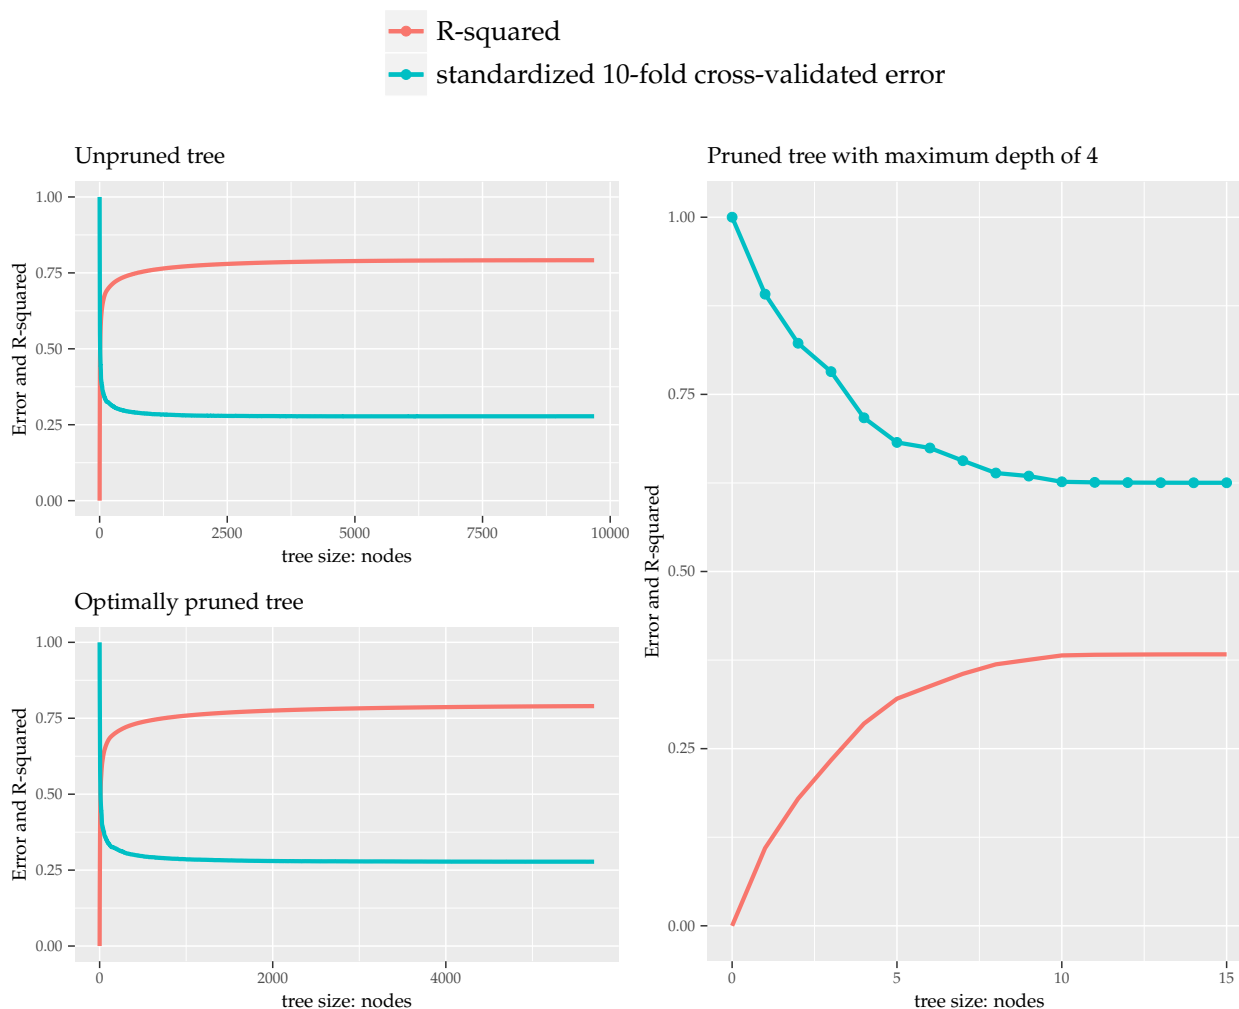 R-squared
standardized 10-fold cross-validated error
Unpruned tree
Error and R-squared
1.00
0.75
0.50
0.25
0.00
0 2500 5000 7500 10000
tree size: nodes
Optimally pruned tree
Error and R-squared
1.00
0.75
0.50
0.25
0.00
0 2000 4000
tree size: nodes
Pruned tree with maximum depth of 4
Error and R-squared
1.00
0.75
0.50
0.25
0.00
0 5 10 15
tree size: nodes